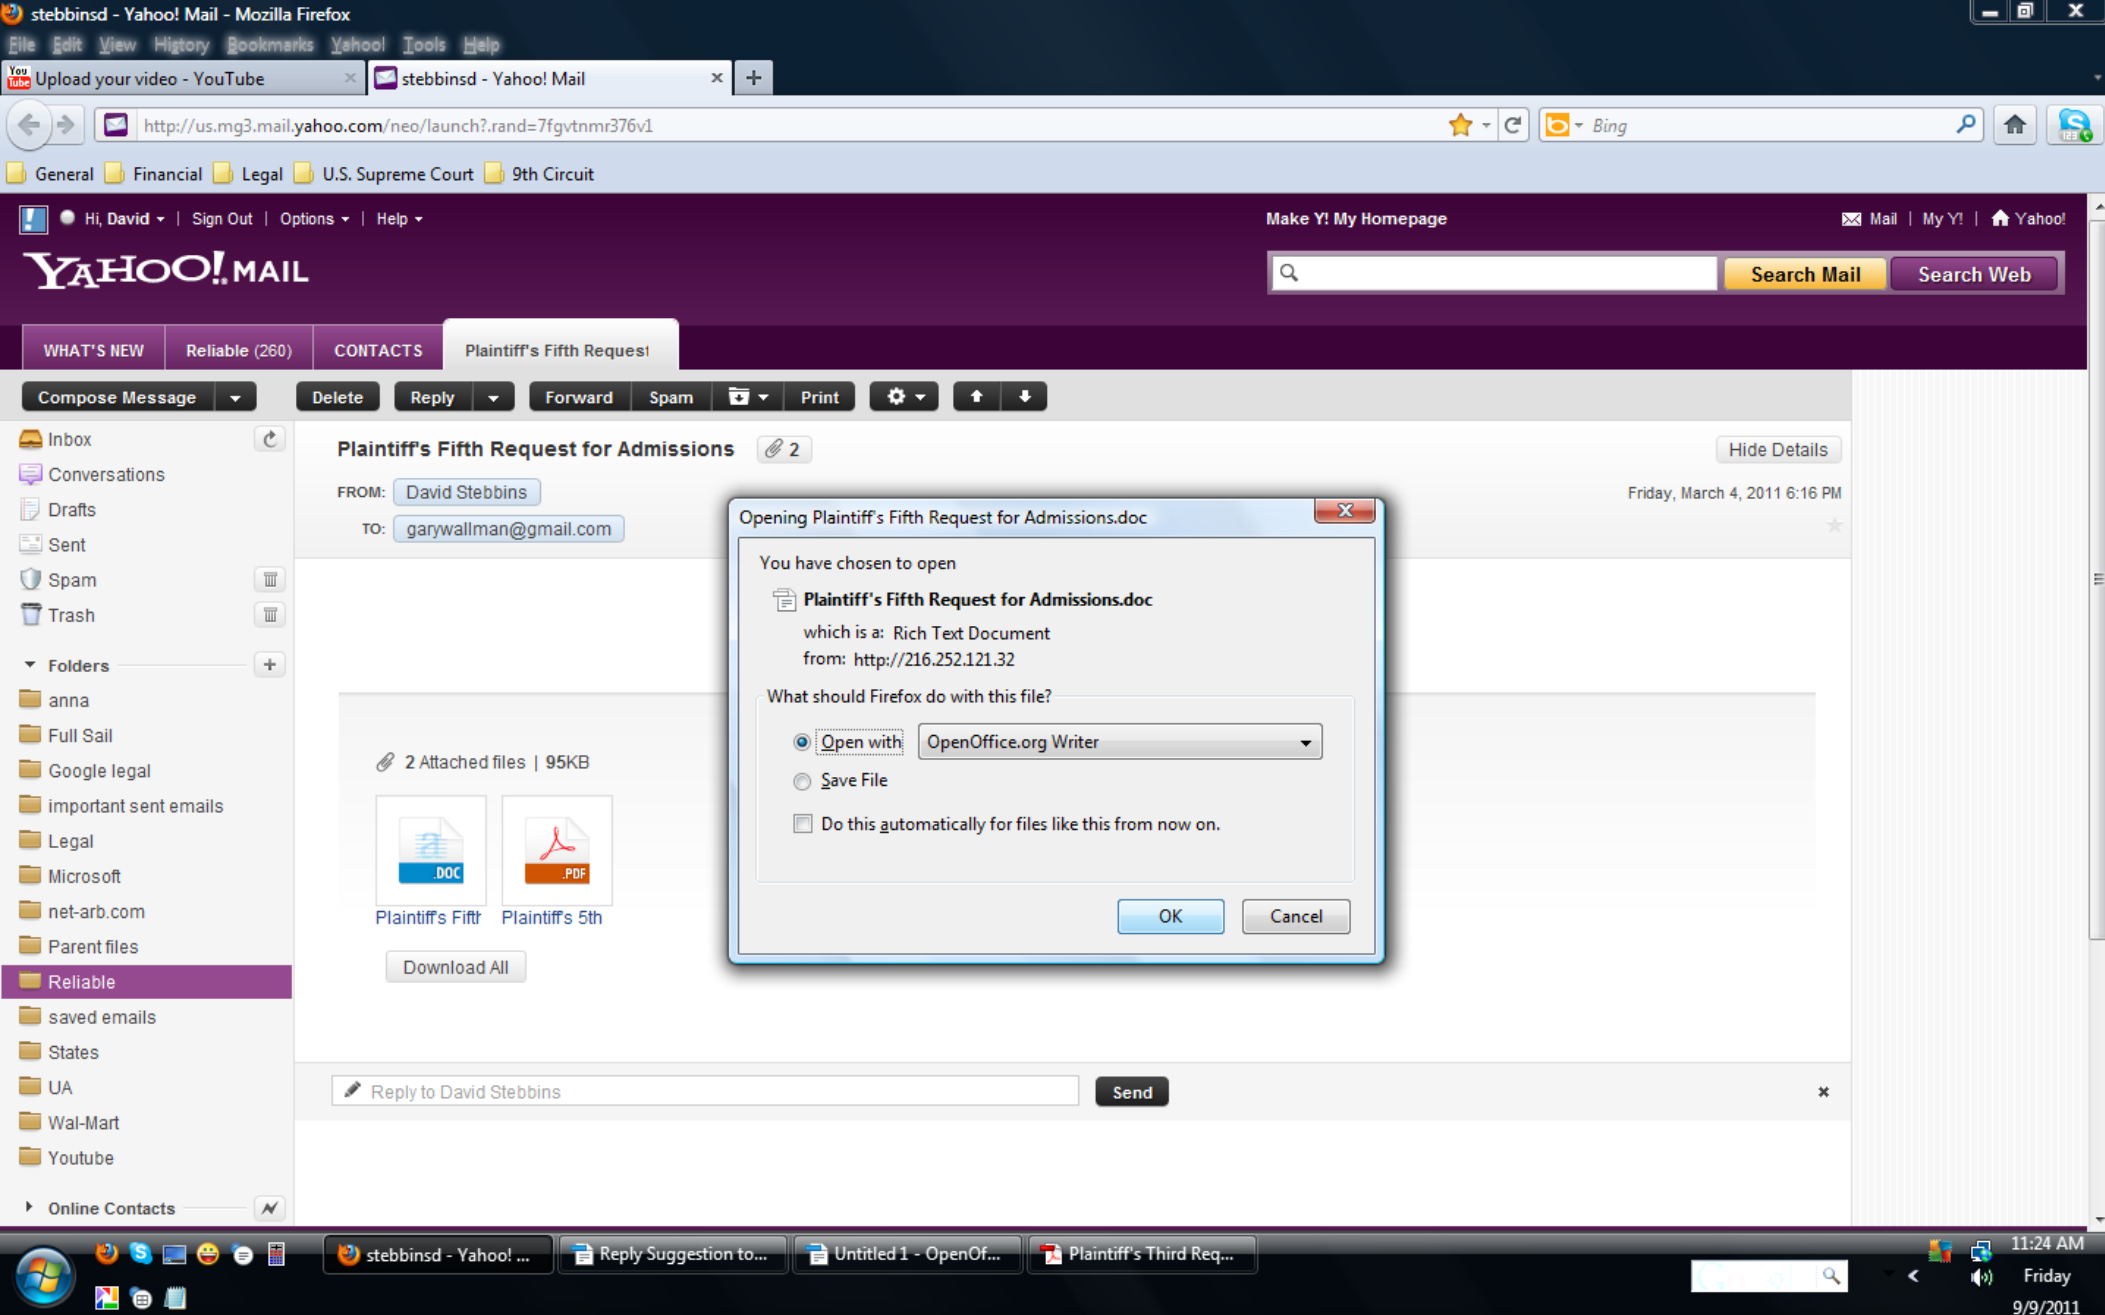 stebbinsd - Yahoo! Mail - Mozilla Firefox
File Edit View History Bookmarks Yahoo! Tools Help
You Tube Upload your video - YouTube × stebbinsd - Yahoo! Mail × +
http://us.mg3.mail.yahoo.com/neo/launch?.rand=7fgvtnmr376v1 Bing
General Financial Legal U.S. Supreme Court 9th Circuit
Hi, David | Sign Out | Options | Help Make Y! My Homepage Mail | My Y! | Yahoo!
YAHOO! MAIL Search Mail Search Web
WHAT'S NEW Reliable (260) CONTACTS Plaintiff's Fifth Request
Compose Message Delete Reply Forward Spam Print
Inbox
Conversations
Drafts
Sent
Spam
Trash
Folders
anna
Full Sail
Google legal
important sent emails
Legal
Microsoft
net-arb.com
Parent files
Reliable
saved emails
States
UA
Wal-Mart
Youtube
Online Contacts
Plaintiff's Fifth Request for Admissions 2 Hide Details
FROM: David Stebbins Friday, March 4, 2011 6:16 PM
TO: garywallman@gmail.com
2 Attached files | 95KB
.DOC .PDF
Plaintiff's Fifth Plaintiff's 5th
Download All
Reply to David Stebbins Send
Opening Plaintiff's Fifth Request for Admissions.doc X
You have chosen to open
Plaintiff's Fifth Request for Admissions.doc
which is a: Rich Text Document
from: http://216.252.121.32
What should Firefox do with this file?
Open with OpenOffice.org Writer
Save File
Do this automatically for files like this from now on.
OK Cancel
stebbinsd - Yahoo! ... Reply Suggestion to... Untitled 1 - OpenOf... Plaintiff's Third Req...
11:24 AM
Friday
9/9/2011